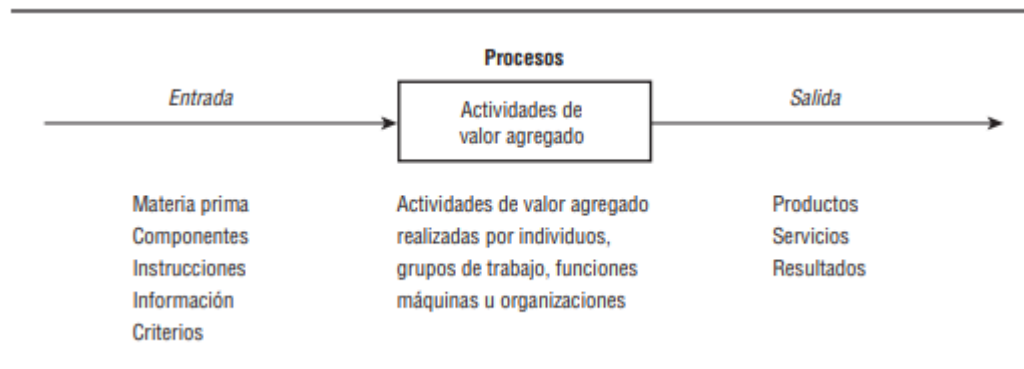 Procesos
Entrada
Actividades de
valor agregado
Salida
Materia prima
Componentes
Instrucciones
Información
Criterios
Actividades de valor agregado
realizadas por individuos,
grupos de trabajo, funciones
máquinas u organizaciones
Productos
Servicios
Resultados